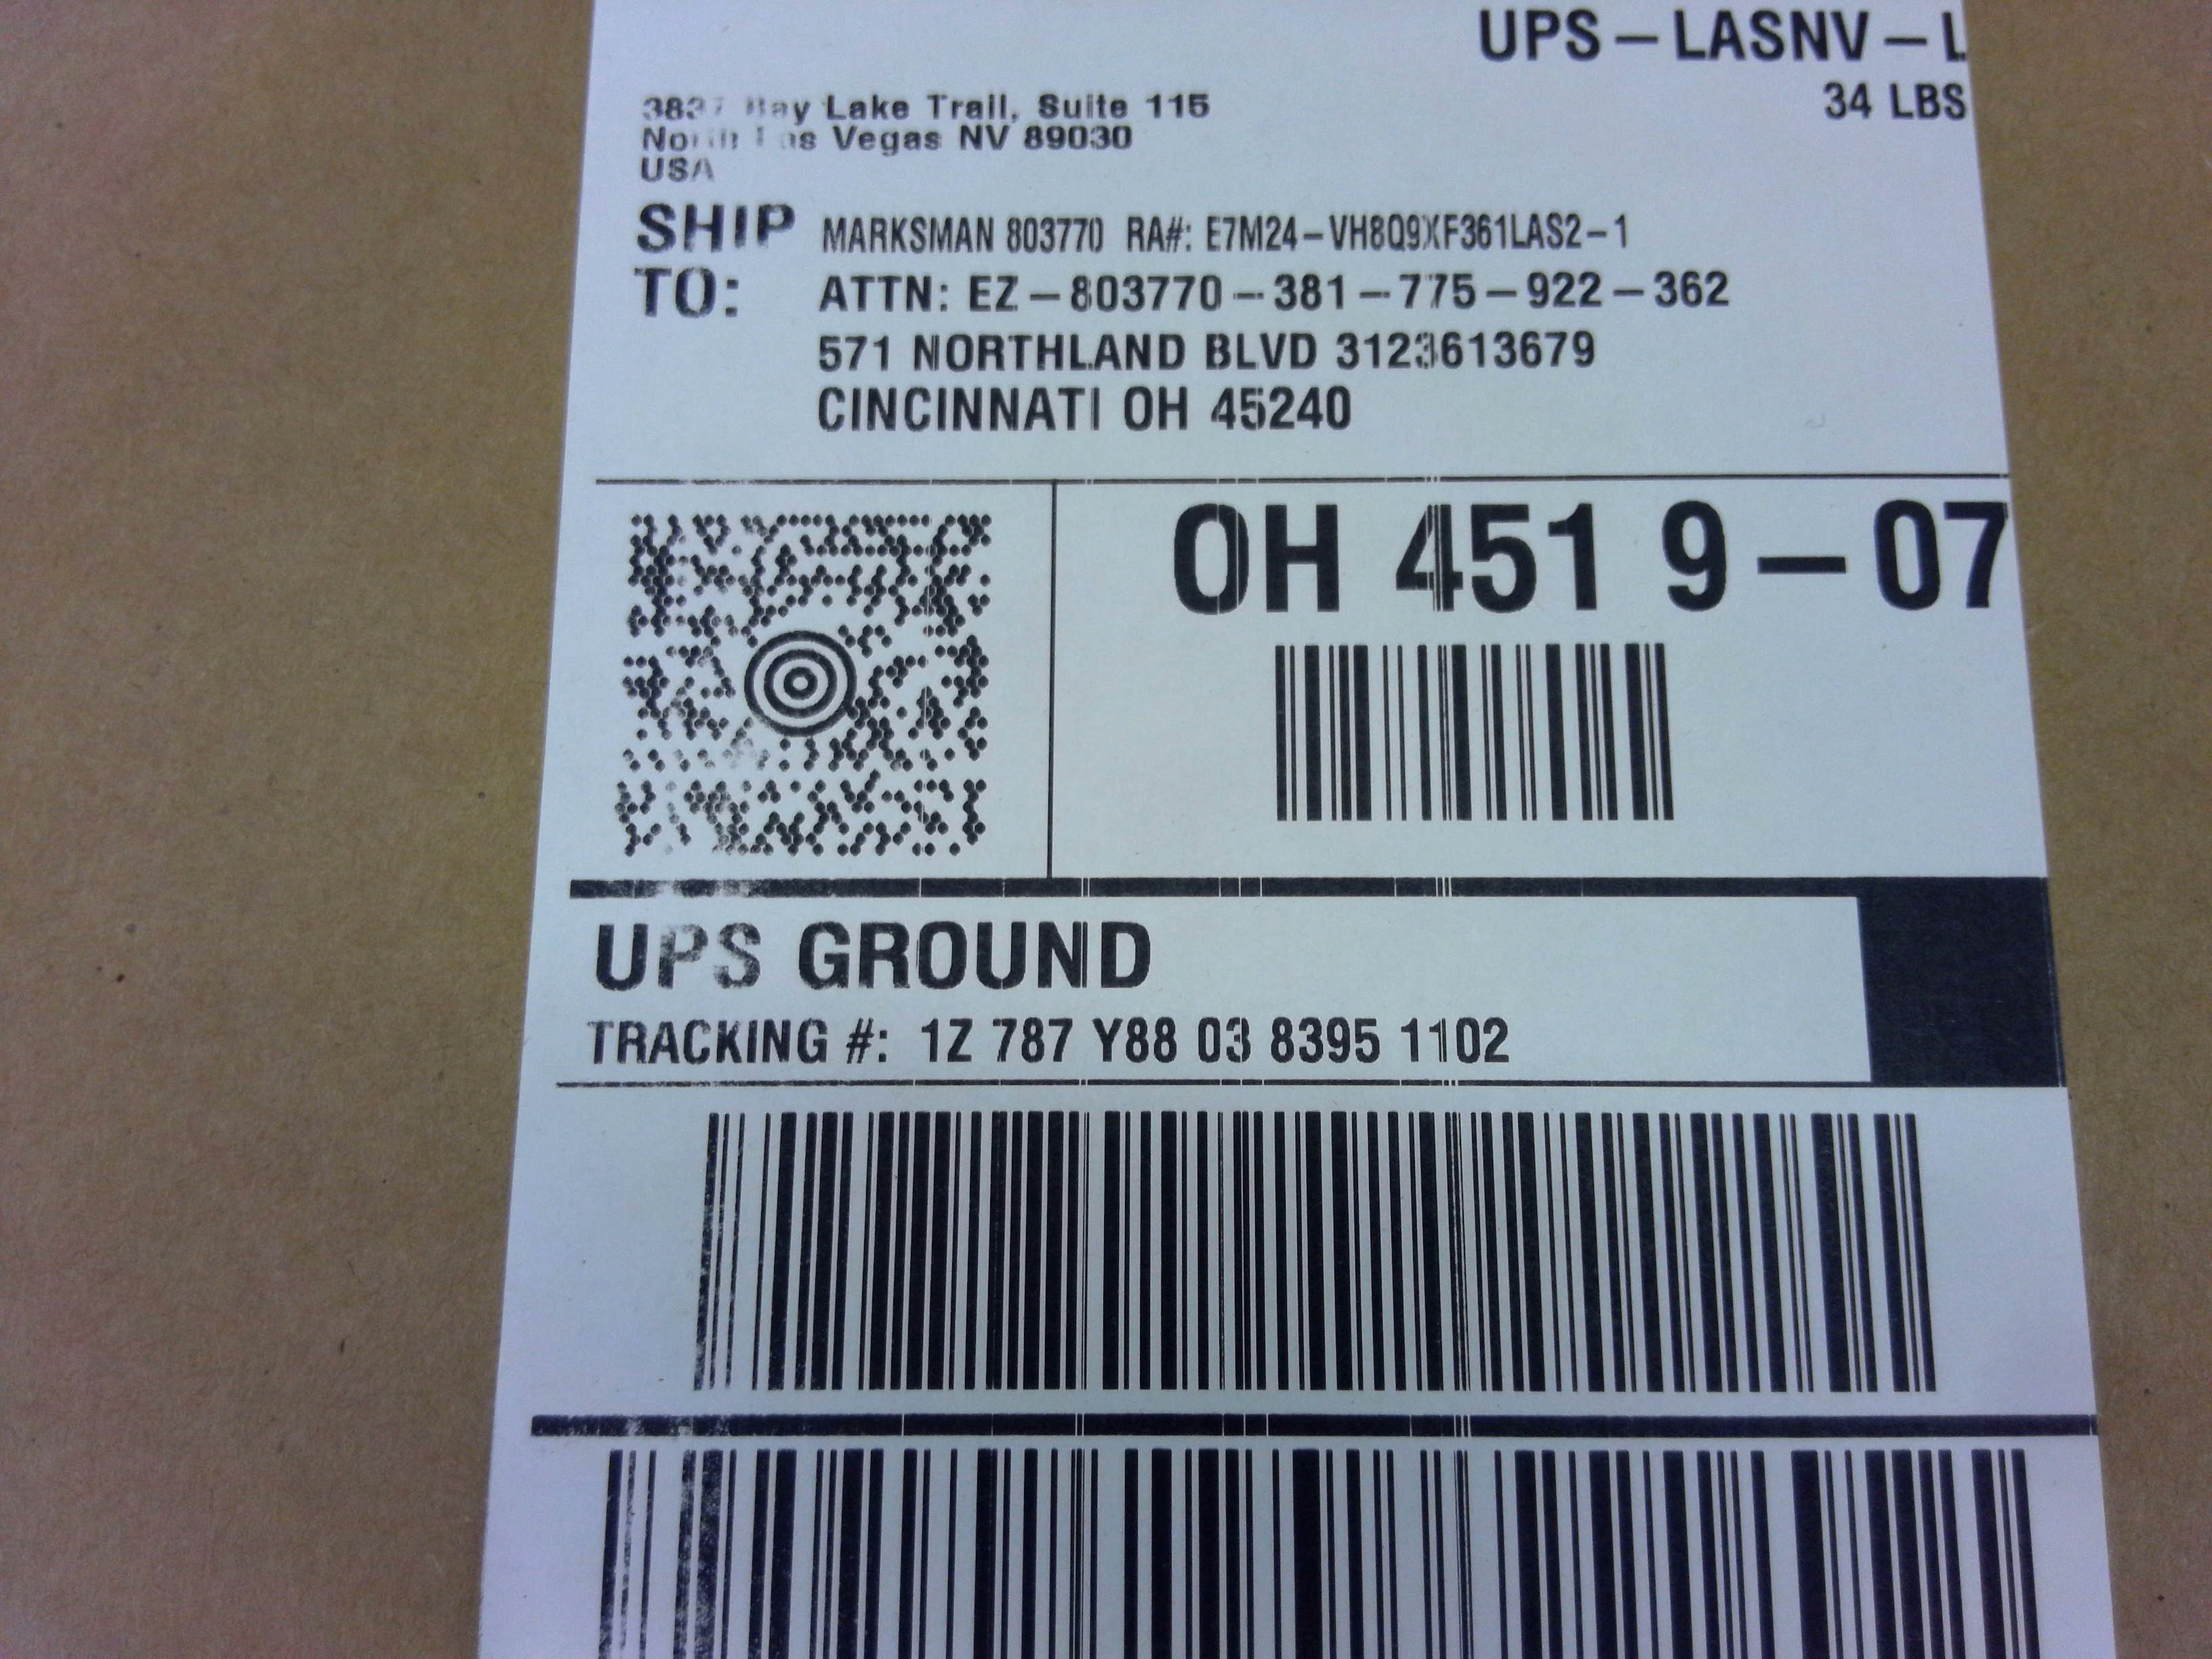 UPS – LASNV – L
34 LBS
Lake Trail, Suite 115
North Las Vegas NV 89030
USA
SHIP TO: MARKSMAN 803770 RA#: E7M24–VH8Q9XF361LAS2–1
ATTN: EZ – 803770 – 381 – 775 – 922 – 362
571 NORTHLAND BLVD 3123613679
CINCINNATI OH 45240
OH 451 9 – 07
UPS GROUND
TRACKING #: 1Z 787 Y88 03 8395 1102